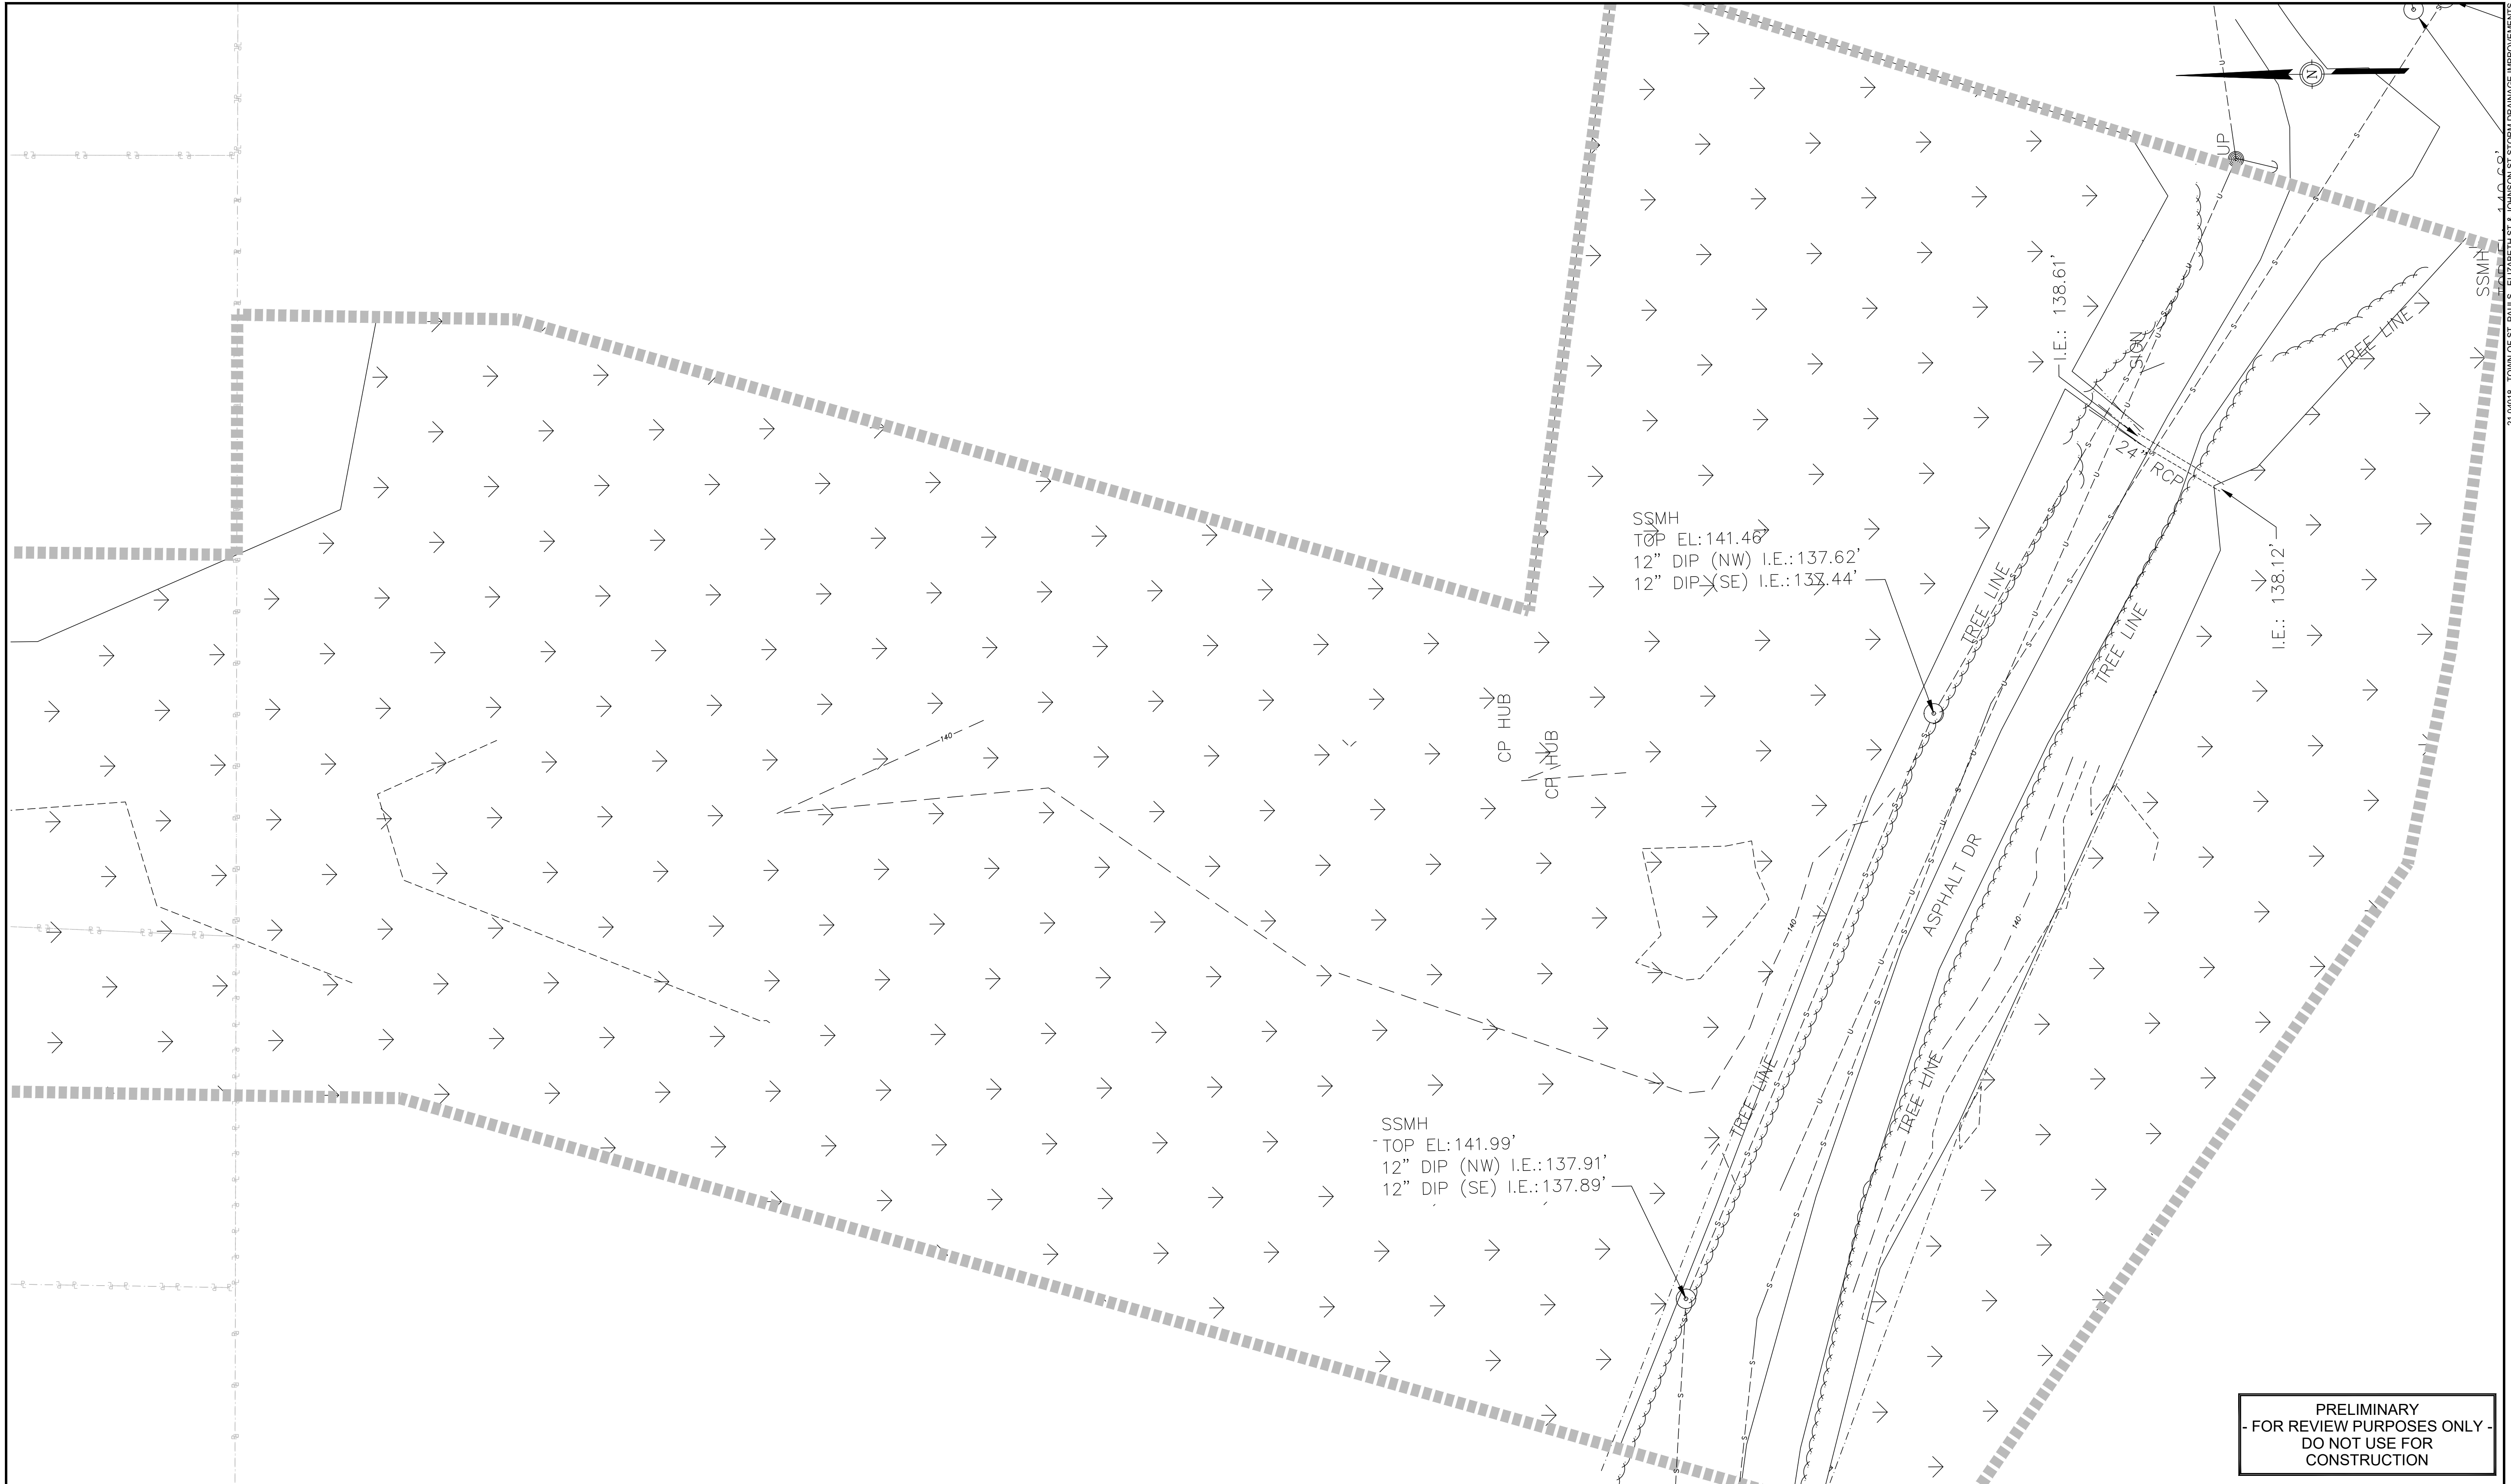 N
UP
I.E.: 138.61'
SIGN
TREE LINE
SSMH
24" RCP
SSMH
TOP EL:141.46'
12" DIP (NW) I.E.:137.62'
12" DIP (SE) I.E.:137.44'
I.E.: 138.12'
TREE LINE
TREE LINE
CP HUB
CP HUB
140
ASPHALT DR
140
140
TREE LINE
TREE LINE
SSMH
TOP EL:141.99'
12" DIP (NW) I.E.:137.91'
12" DIP (SE) I.E.:137.89'
PRELIMINARY
- FOR REVIEW PURPOSES ONLY -
DO NOT USE FOR
CONSTRUCTION